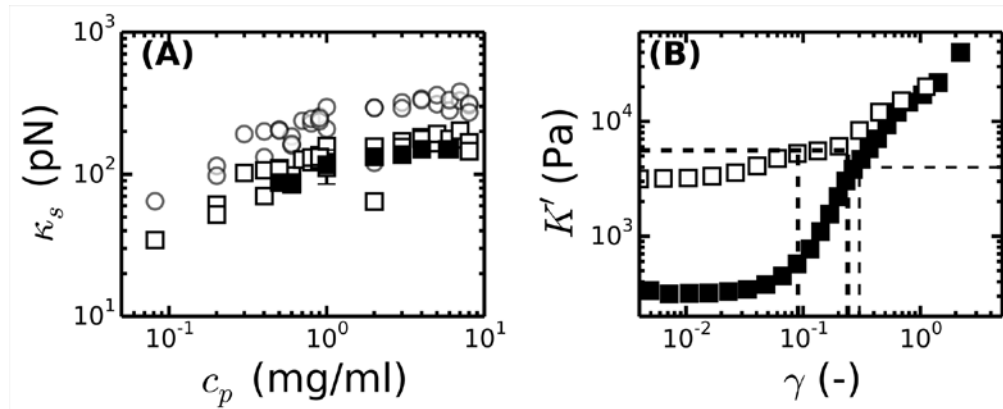 (A)
10^3
10^2
10^1
κ_s (pN)
10^-1 10^0 10^1
c_p (mg/ml)
(B)
10^4
10^3
K' (Pa)
10^-2 10^-1 10^0
γ (-)